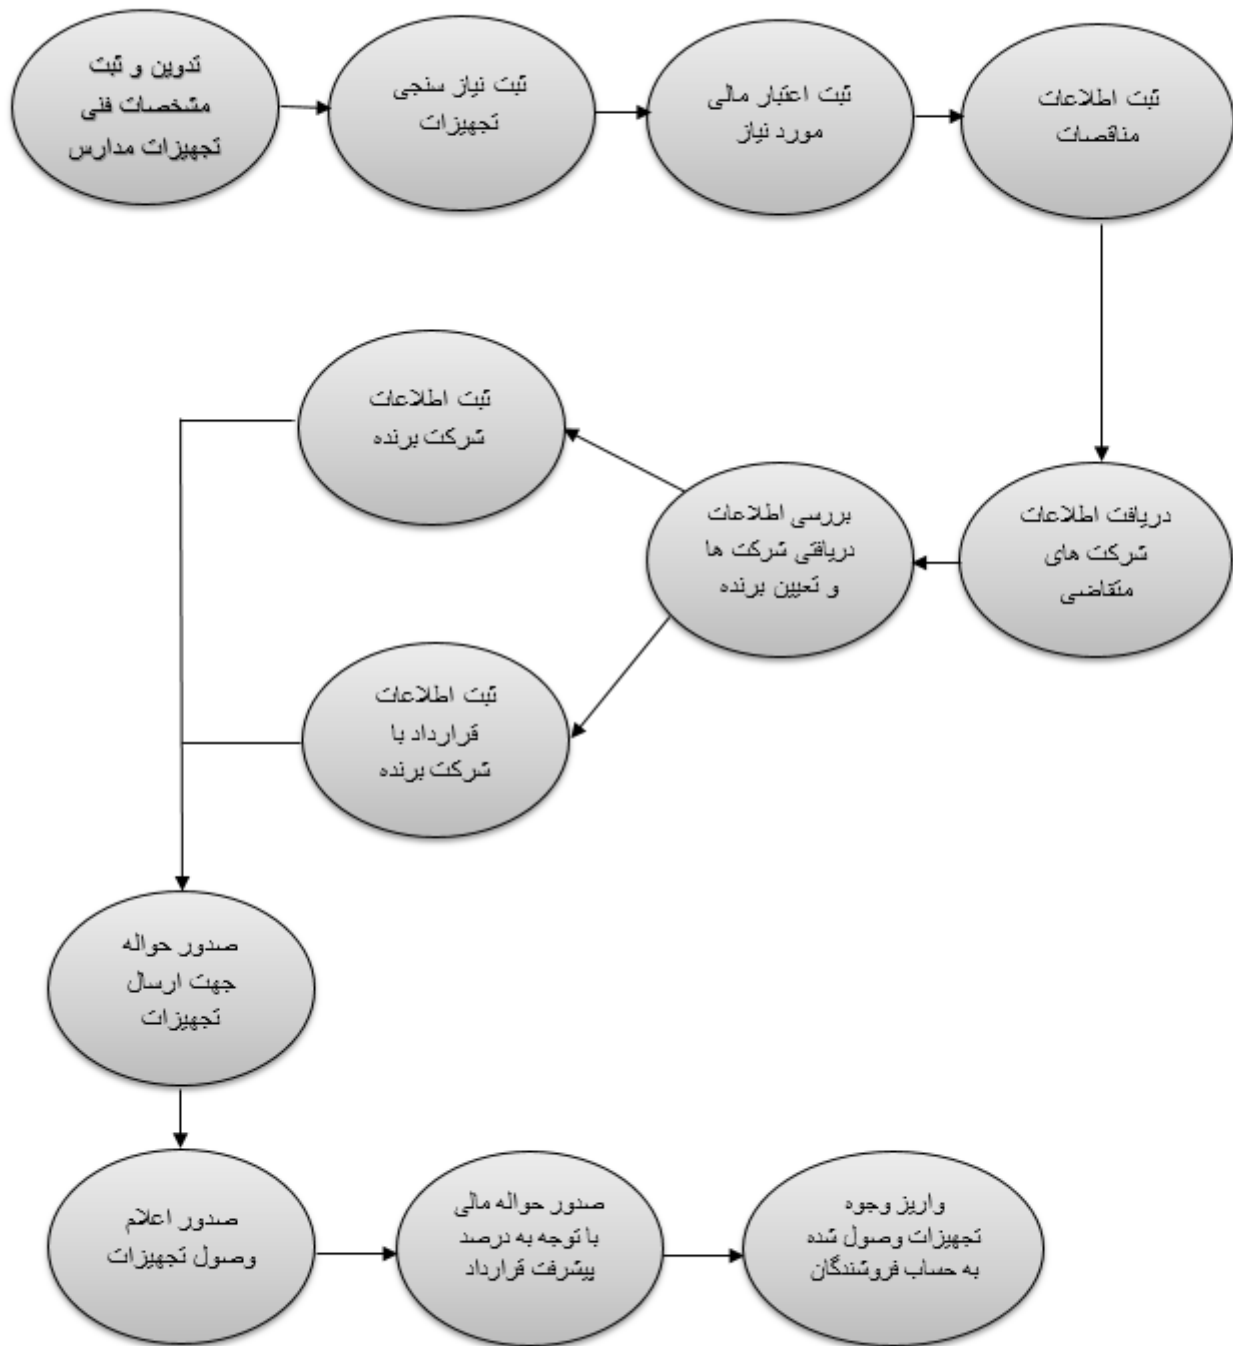 تدوین و ثبت
مشخصات فنی
تجهیزات مدارس
ثبت نیاز سنجی
تجهیزات
ثبت اعتبار مالی
مورد نیاز
ثبت اطلاعات
مناقصات
دریافت اطلاعات
شرکت های
متقاضی
بررسی اطلاعات
دریافتی شرکت ها
و تعیین برنده
ثبت اطلاعات
شرکت برنده
ثبت اطلاعات
قرارداد با
شرکت برنده
صدور حواله
جهت ارسال
تجهیزات
صدور اعلام
وصول تجهیزات
صدور حواله مالی
با توجه به درصد
پیشرفت قرارداد
واریز وجوه
تجهیزات وصول شده
به حساب فروشندگان